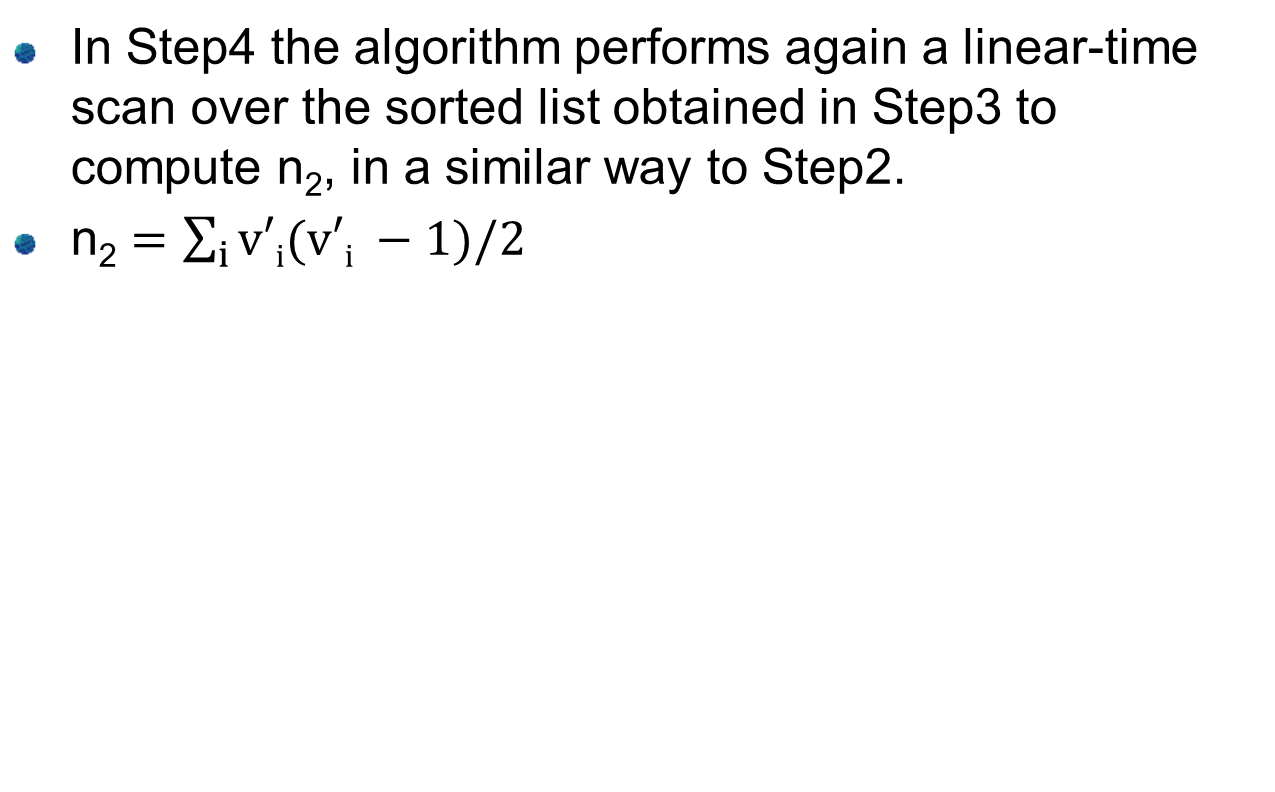 In Step4 the algorithm performs again a linear-time
scan over the sorted list obtained in Step3 to
compute n₂, in a similar way to Step2.
n₂ = ∑ᵢ v′ᵢ(v′ᵢ − 1)/2